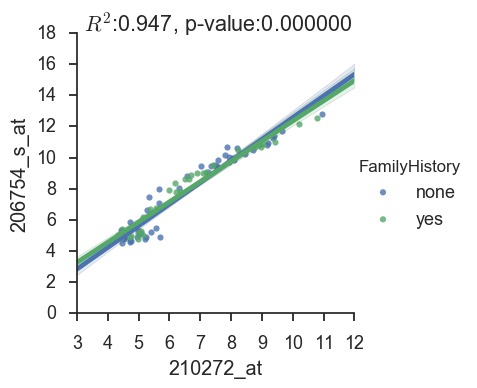 R²:0.947, p-value:0.000000
18
16
14
12
10
8
6
4
2
0
206754_s_at
3 4 5 6 7 8 9 10 11 12
210272_at
FamilyHistory
none
yes